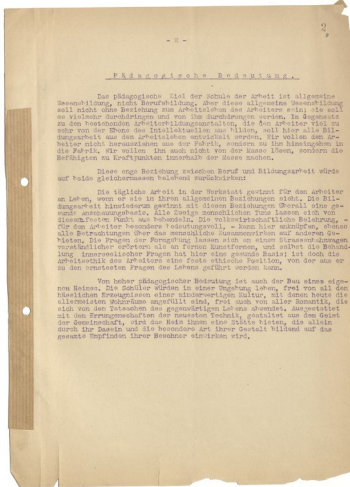 2
- 8 -
Pädagogische Bedeutung.
Das pädagogische Ziel der Schule der Arbeit ist allgemeine
Wesensbildung, nicht Berufsbildung. Aber diese allgemeine Wesensbildung
soll nicht ohne Beziehung zum Arbeitsleben des Arbeiters sein; sie soll
es vielmehr durchdringen und von ihm durchdrungen werden. Im Gegensatz
zu den bestehenden Arbeiterbildungsanstalten, die den Arbeiter viel zu
sehr von der Ebene des Intellektuellen aus bilden, soll hier alle Bil-
dungsarbeit aus dem Arbeitsleben entwickelt werden. Wir wollen den Ar-
beiter nicht herausziehen aus der Fabrik, sondern zu ihm hineingehen in
die Fabrik. Wir wollen ihn auch nicht von der Masse lösen, sondern die
Befähigten zu Kraftpunkten innerhalb der Masse machen.
Diese enge Beziehung zwischen Beruf und Bildungsarbeit würde
auf beide gleichermassen belebend zurückwirken:
Die tägliche Arbeit in der Werkstatt gewinnt für den Arbeiter
an Leben, wenn er sie in ihren allgemeinen Beziehungen sieht. Die Bil-
dungsarbeit hinwiederum gewinnt mit diesen Beziehungen überall eine ge-
sunde Anschauungsbasis. Alle Zweige menschlichen Tuns lassen sich von
diesem festen Punkt aus behandeln. Die volkswirtschaftliche Belehrung, -
für den Arbeiter besonders bedeutungsvoll, - kann hier anknüpfen, ebenso
alle Betrachtungen über das menschliche Zusammenwirken auf anderen Ge-
bieten. Die Fragen der Formgebung lassen sich an einem Strassenbahnwagen
verständlicher erörtern als an fernen Kunstwerken, und selbst die Behand-
lung innerseelischer Fragen hat hier eine gesunde Basis; ist doch die
Arbeitsethik des Arbeiters eine feste ethische Position, von der aus er
zu den ernstesten Fragen des Lebens geführt werden kann.
Von hoher pädagogischer Bedeutung ist auch der Bau eines eige-
nen Heimes. Die Schüler würden in einer Umgebung leben, frei von all den
hässlichen Erzeugnissen einer minderwertigen Kultur, mit denen heute die
allermeisten Wohnräume angefüllt sind, frei auch von aller Romantik, die
sich von den Tatsachen des gegenwärtigen Lebens abwendet. Ausgestattet
mit den Errungenschaften der neuesten Technik, gestaltet aus dem Geist
der Gemeinschaft, wird das Heim ihnen eine Stätte bieten, die allein
durch ihr Dasein und die besondere Art ihrer Gestalt bildend auf das
gesamte Empfinden ihrer Bewohner einwirken wird.